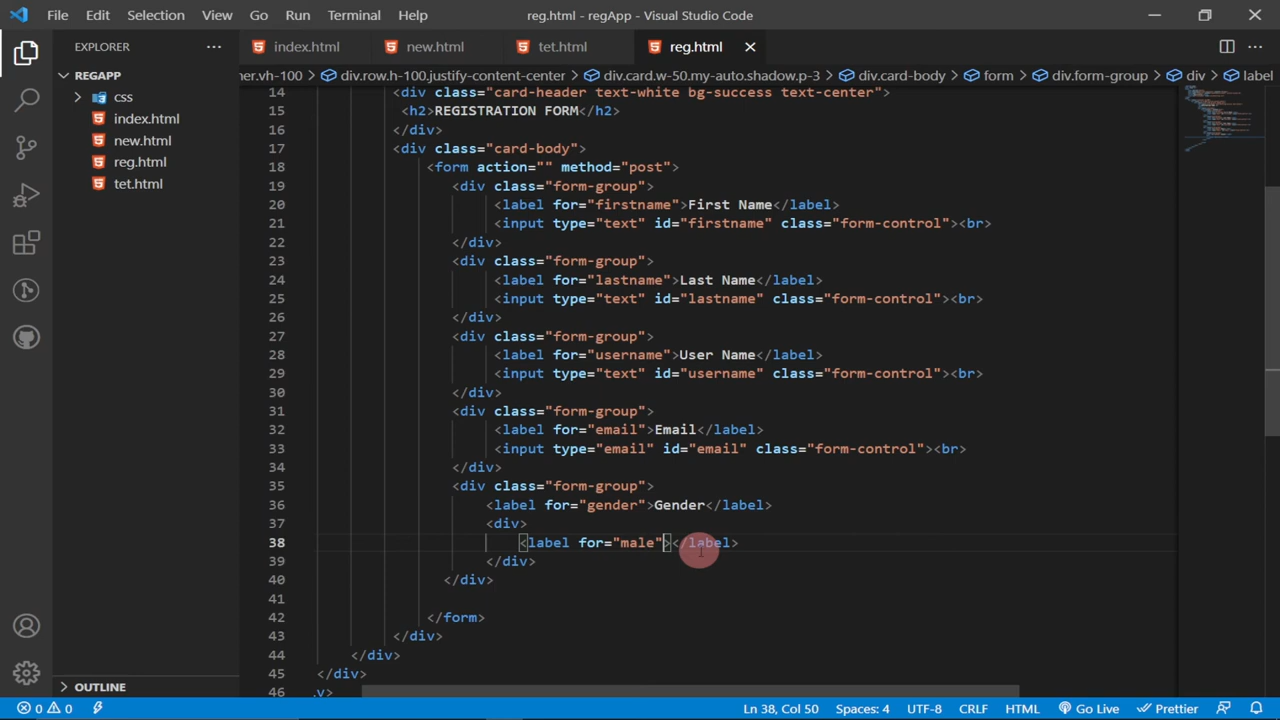 File Edit Selection View Go Run Terminal Help reg.html - regApp - Visual Studio Code
EXPLORER
index.html new.html tet.html reg.html
REGAPP
css
index.html
new.html
reg.html
tet.html
OUTLINE
ner.vh-100 > div.row.h-100.justify-content-center > div.card.w-50.my-auto.shadow.p-3 > div.card-body > form > div.form-group > div > label
14 <div class="card-header text-white bg-success text-center">
15 <h2>REGISTRATION FORM</h2>
16 </div>
17 <div class="card-body">
18 <form action="" method="post">
19 <div class="form-group">
20 <label for="firstname">First Name</label>
21 <input type="text" id="firstname" class="form-control"><br>
22 </div>
23 <div class="form-group">
24 <label for="lastname">Last Name</label>
25 <input type="text" id="lastname" class="form-control"><br>
26 </div>
27 <div class="form-group">
28 <label for="username">User Name</label>
29 <input type="text" id="username" class="form-control"><br>
30 </div>
31 <div class="form-group">
32 <label for="email">Email</label>
33 <input type="email" id="email" class="form-control"><br>
34 </div>
35 <div class="form-group">
36 <label for="gender">Gender</label>
37 <div>
38 <label for="male"></label>
39 </div>
40 </div>
41
42 </form>
43 </div>
44 </div>
45 </div>
46 .v>
0 0 Ln 38, Col 50 Spaces: 4 UTF-8 CRLF HTML Go Live Prettier